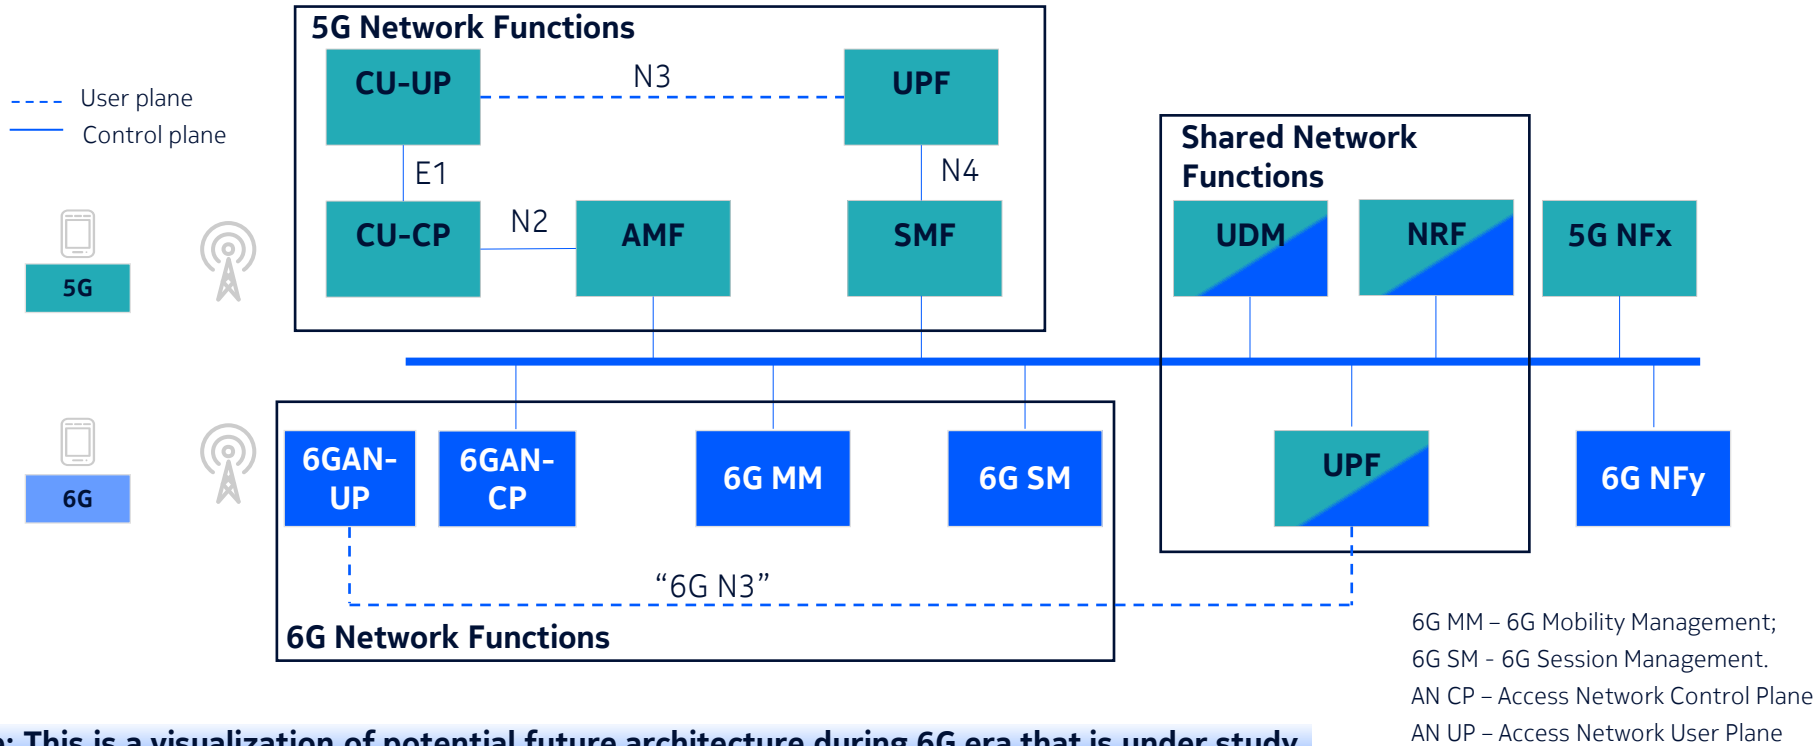 5G Network Functions
CU-UP
N3
UPF
User plane
Control plane
E1
N4
CU-CP
N2
AMF
SMF
Shared Network
Functions
UDM
NRF
5G NFx
5G
6G
6GAN-
UP
6GAN-
CP
6G MM
6G SM
UPF
6G NFy
“6G N3”
6G Network Functions
6G MM – 6G Mobility Management;
6G SM - 6G Session Management.
AN CP – Access Network Control Plane
AN UP – Access Network User Plane
: This is a visualization of potential future architecture during 6G era that is under study